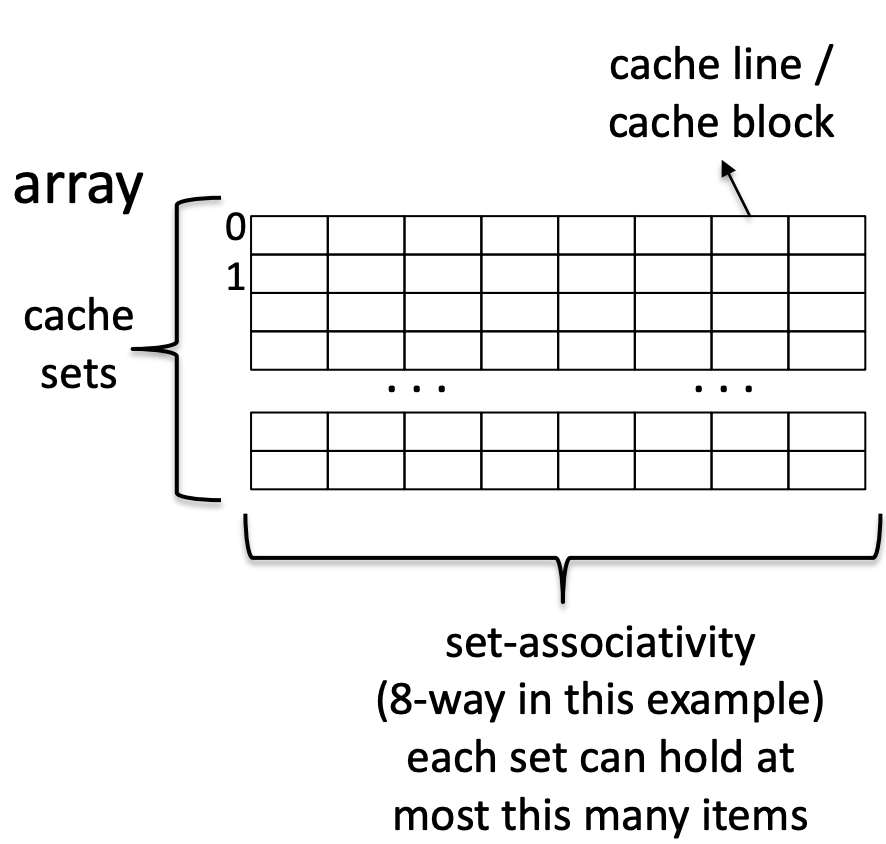 cache line /
cache block
array
0
1
cache
sets
. . .
. . .
set-associativity
(8-way in this example)
each set can hold at
most this many items